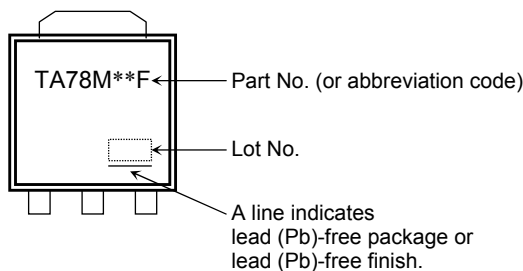 TA78M**F
Part No. (or abbreviation code)
Lot No.
A line indicates
lead (Pb)-free package or
lead (Pb)-free finish.